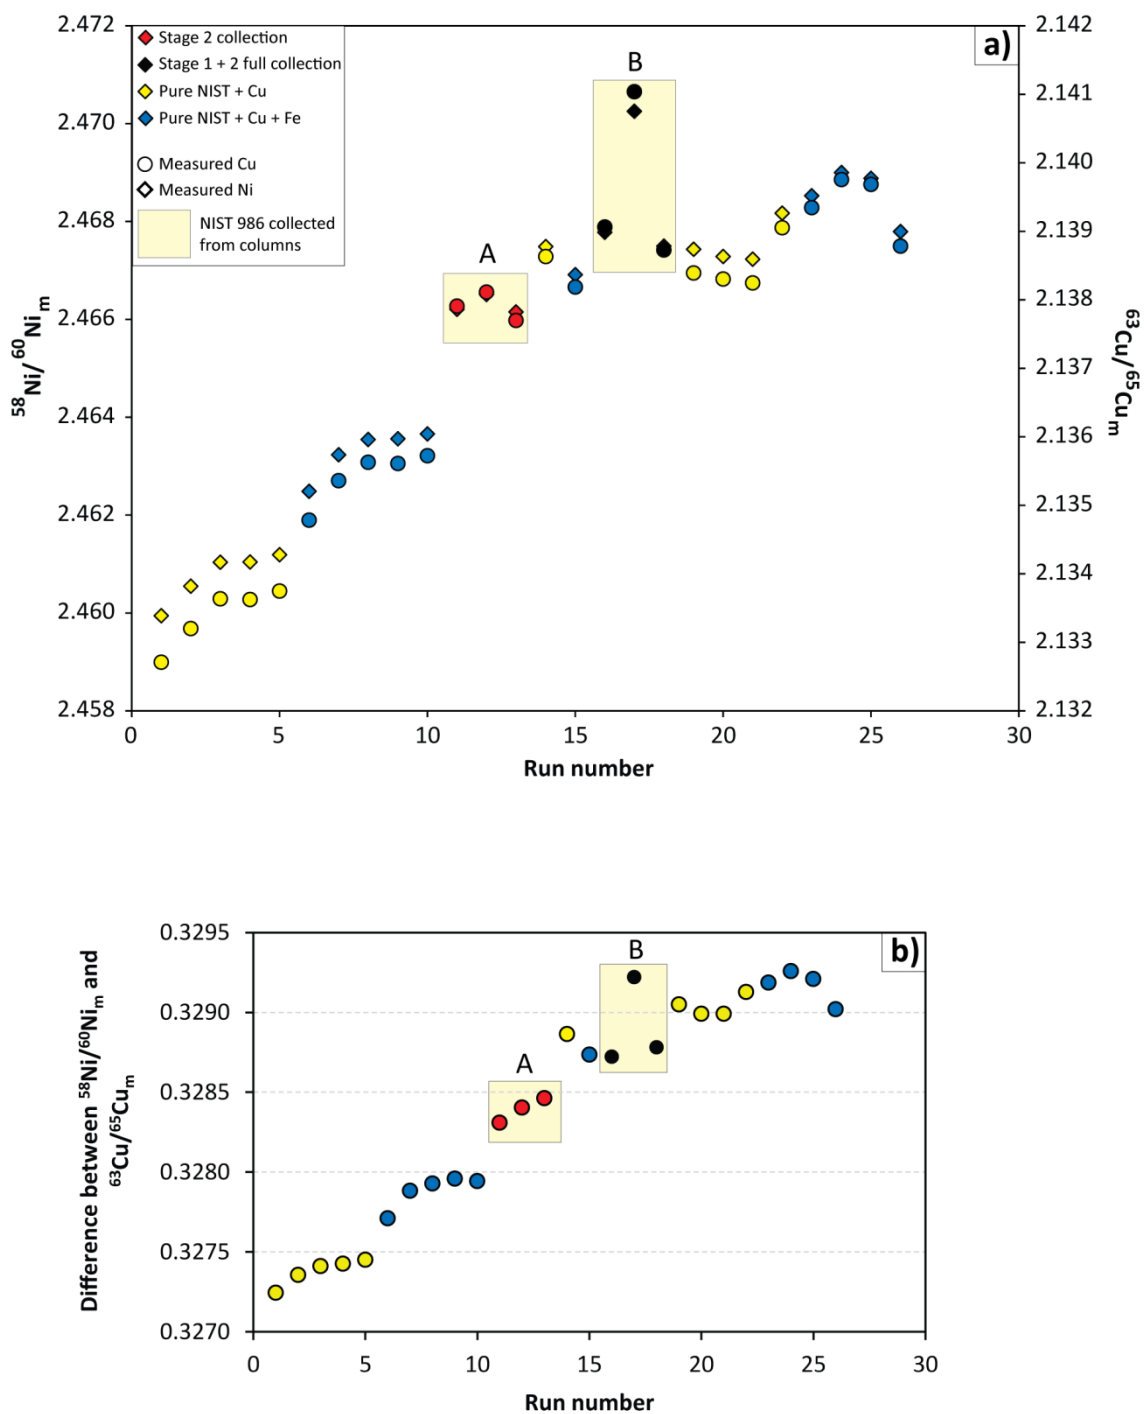 a)
2.472
2.470
2.468
2.466
2.464
2.462
2.460
2.458
58Ni/60Nim
Stage 2 collection
Stage 1 + 2 full collection
Pure NIST + Cu
Pure NIST + Cu + Fe
Measured Cu
Measured Ni
NIST 986 collected
from columns
A
B
2.142
2.141
2.140
2.139
2.138
2.137
2.136
2.135
2.134
2.133
2.132
63Cu/65Cum
0 5 10 15 20 25 30
Run number
b)
0.3295
0.3290
0.3285
0.3280
0.3275
0.3270
Difference between 58Ni/60Nim and
63Cu/65Cum
A
B
0 5 10 15 20 25 30
Run number